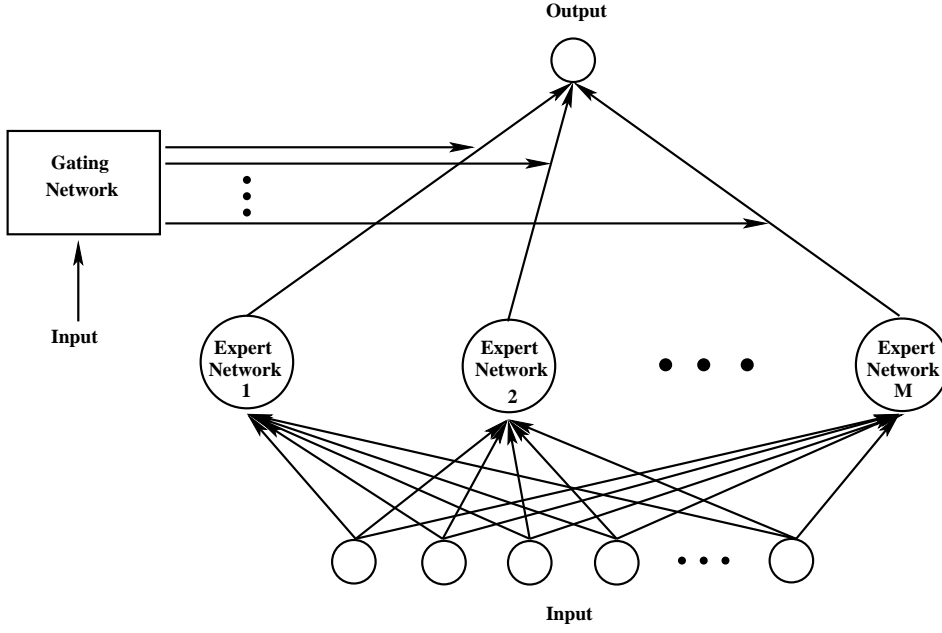 Output
Gating
Network
Input
Expert
Network
1
Expert
Network
2
Expert
Network
M
Input